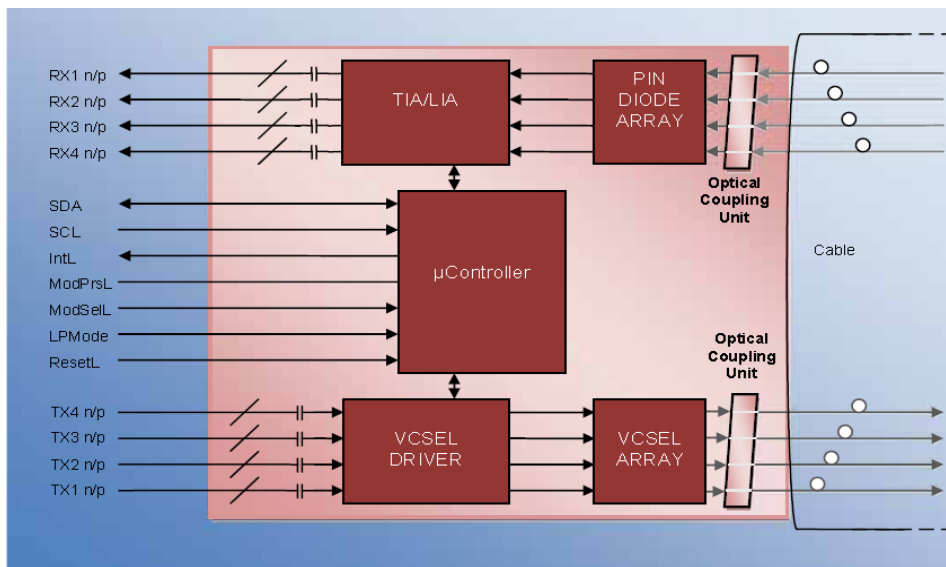 RX1 n/p
RX2 n/p
RX3 n/p
RX4 n/p
TIA/LIA
PIN
DIODE
ARRAY
Optical
Coupling
Unit
SDA
SCL
IntL
ModPrsL
ModSelL
LPMode
ResetL
µController
Cable
Optical
Coupling
Unit
TX4 n/p
TX3 n/p
TX2 n/p
TX1 n/p
VCSEL
DRIVER
VCSEL
ARRAY